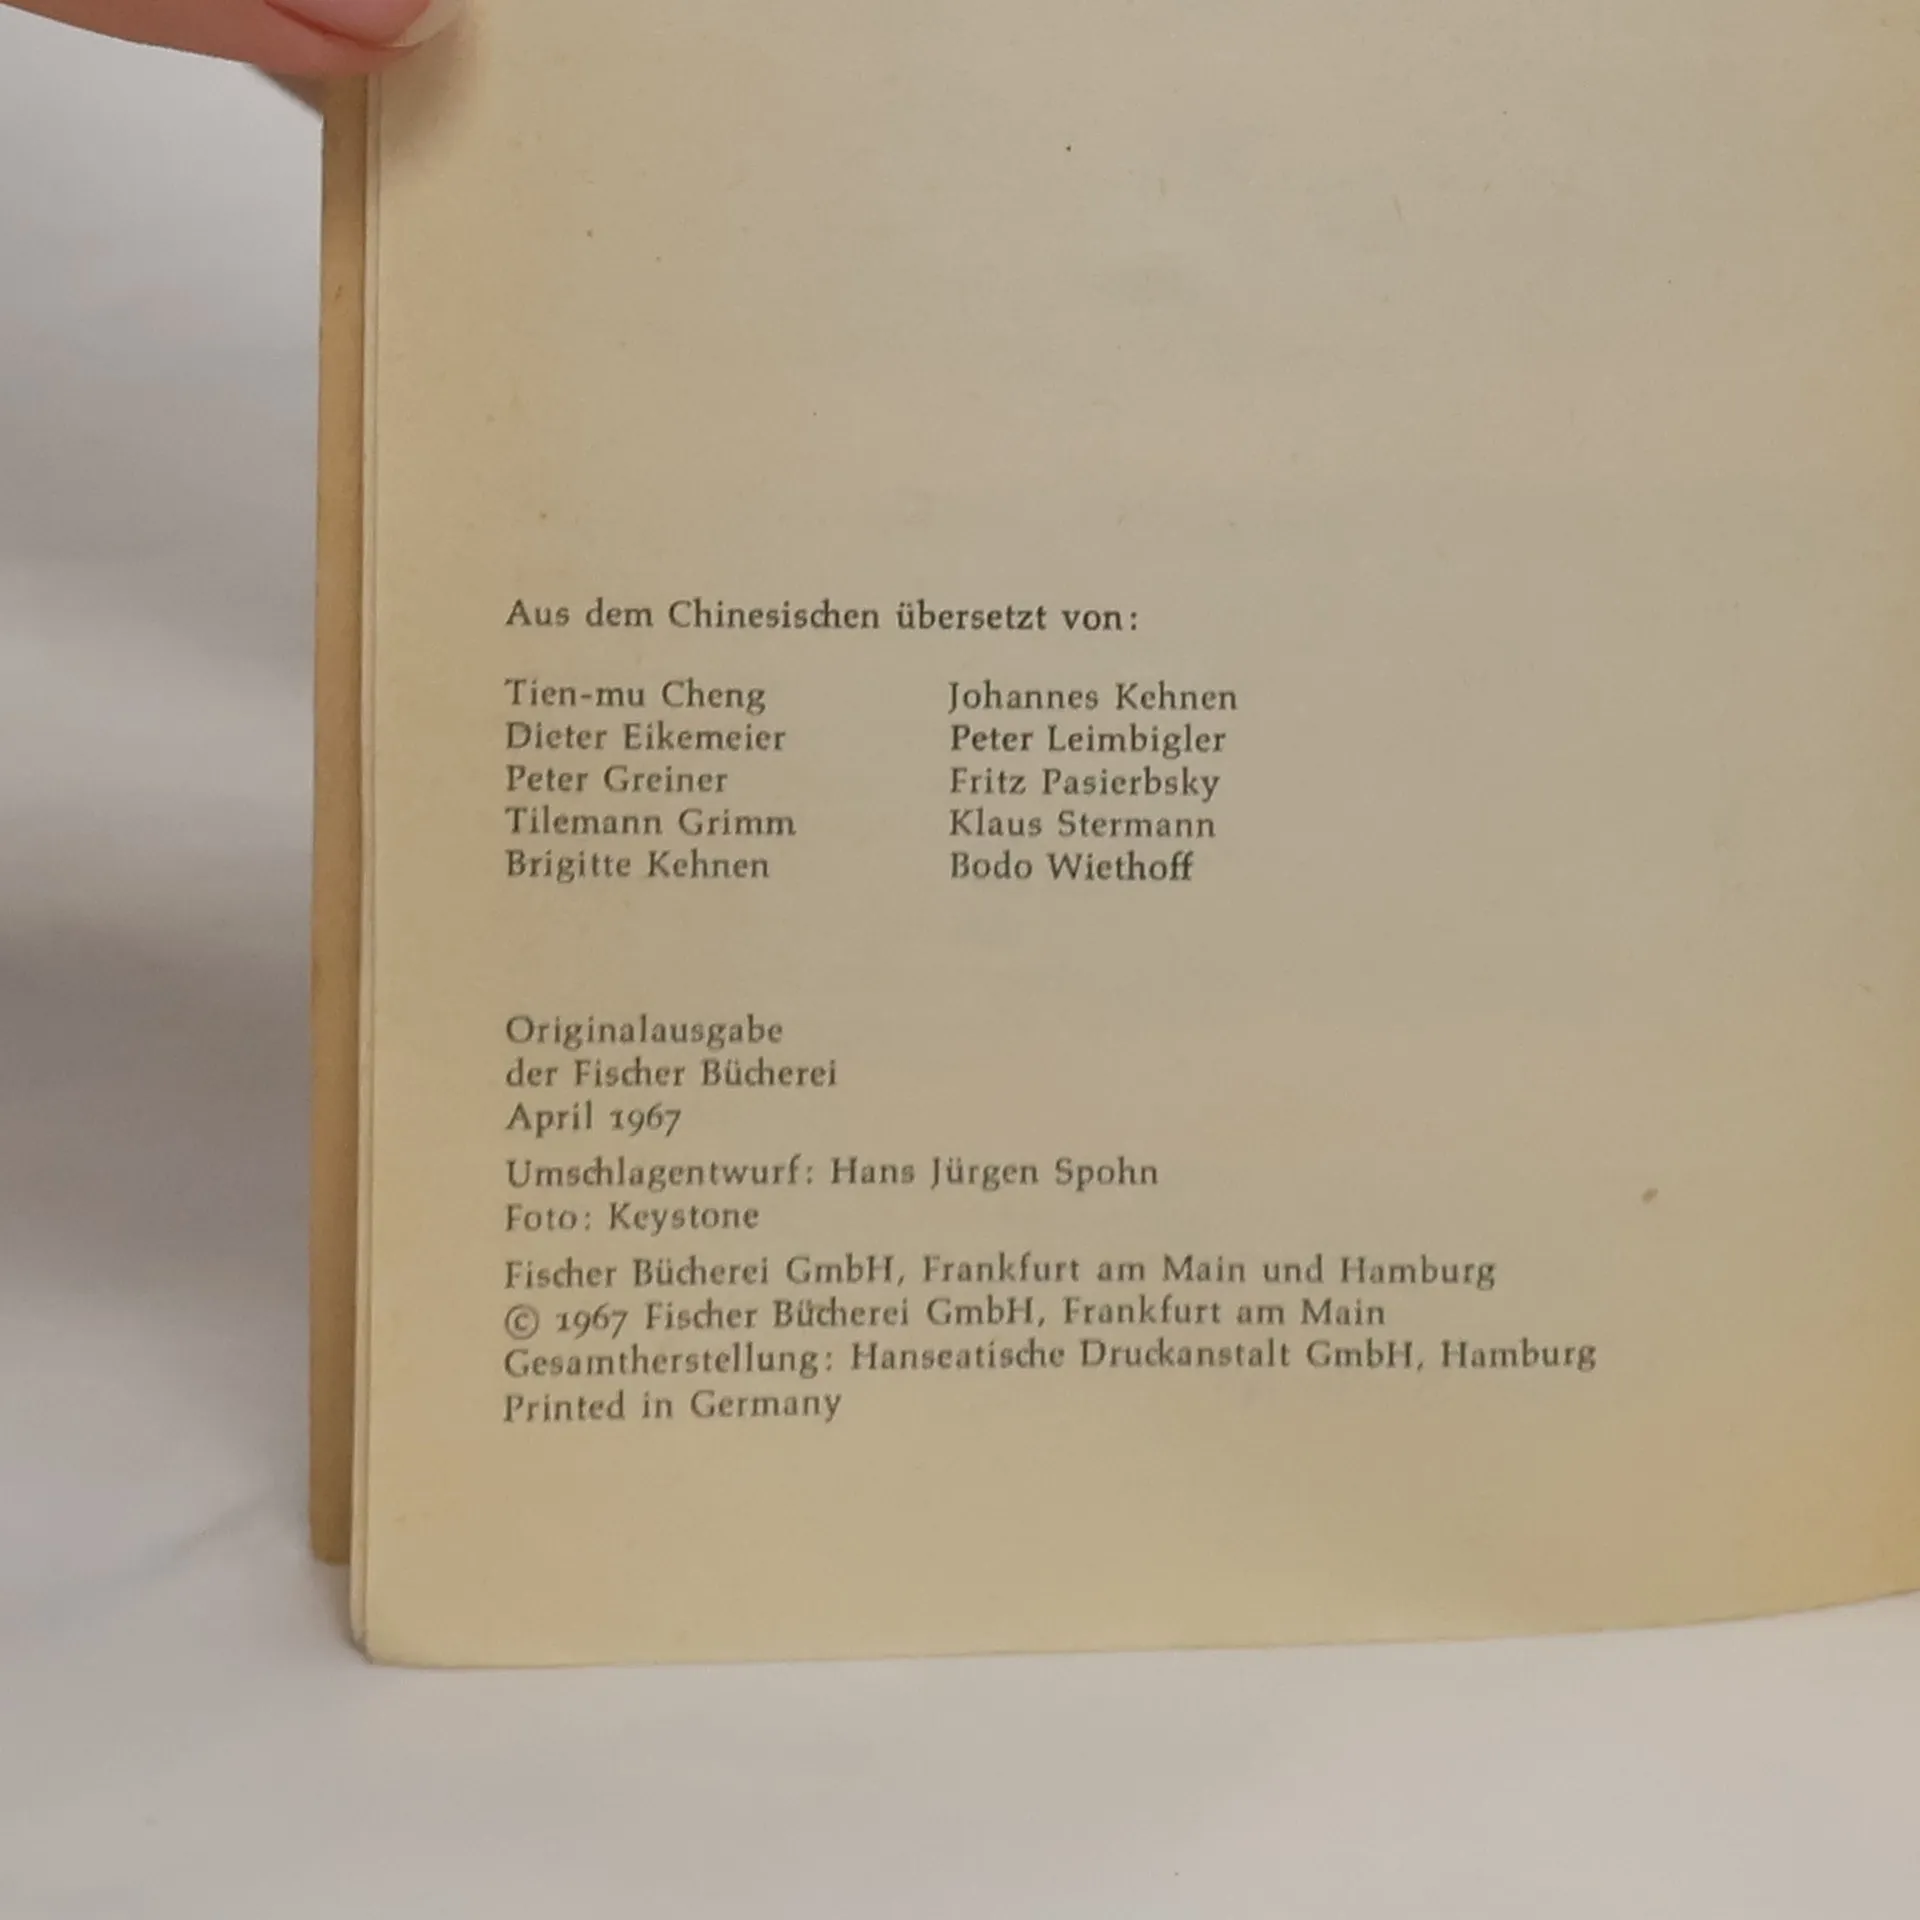 Aus dem Chinesischen übersetzt von:
Tien-mu Cheng
Dieter Eikemeier
Peter Greiner
Tilemann Grimm
Brigitte Kehnen
Johannes Kehnen
Peter Leimbigler
Fritz Pasierbsky
Klaus Stermann
Bodo Wiethoff
Originalausgabe
der Fischer Bücherei
April 1967
Umschlagentwurf: Hans Jürgen Spohn
Foto: Keystone
Fischer Bücherei GmbH, Frankfurt am Main und Hamburg
© 1967 Fischer Bücherei GmbH, Frankfurt am Main
Gesamtherstellung: Hanseatische Druckanstalt GmbH, Hamburg
Printed in Germany